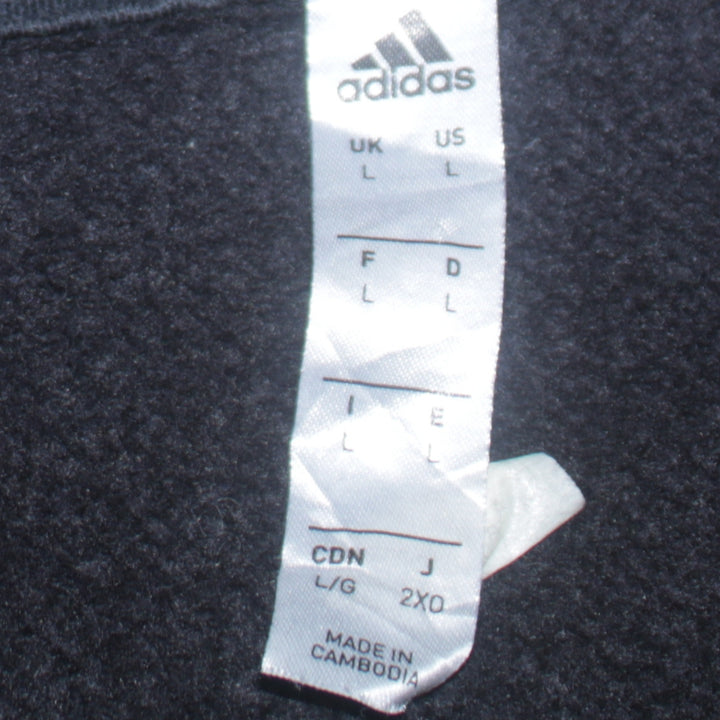 adidas
UK US
L L
F D
L L
I E
L L
CDN J
L/G 2XO
MADE IN
CAMBODIA